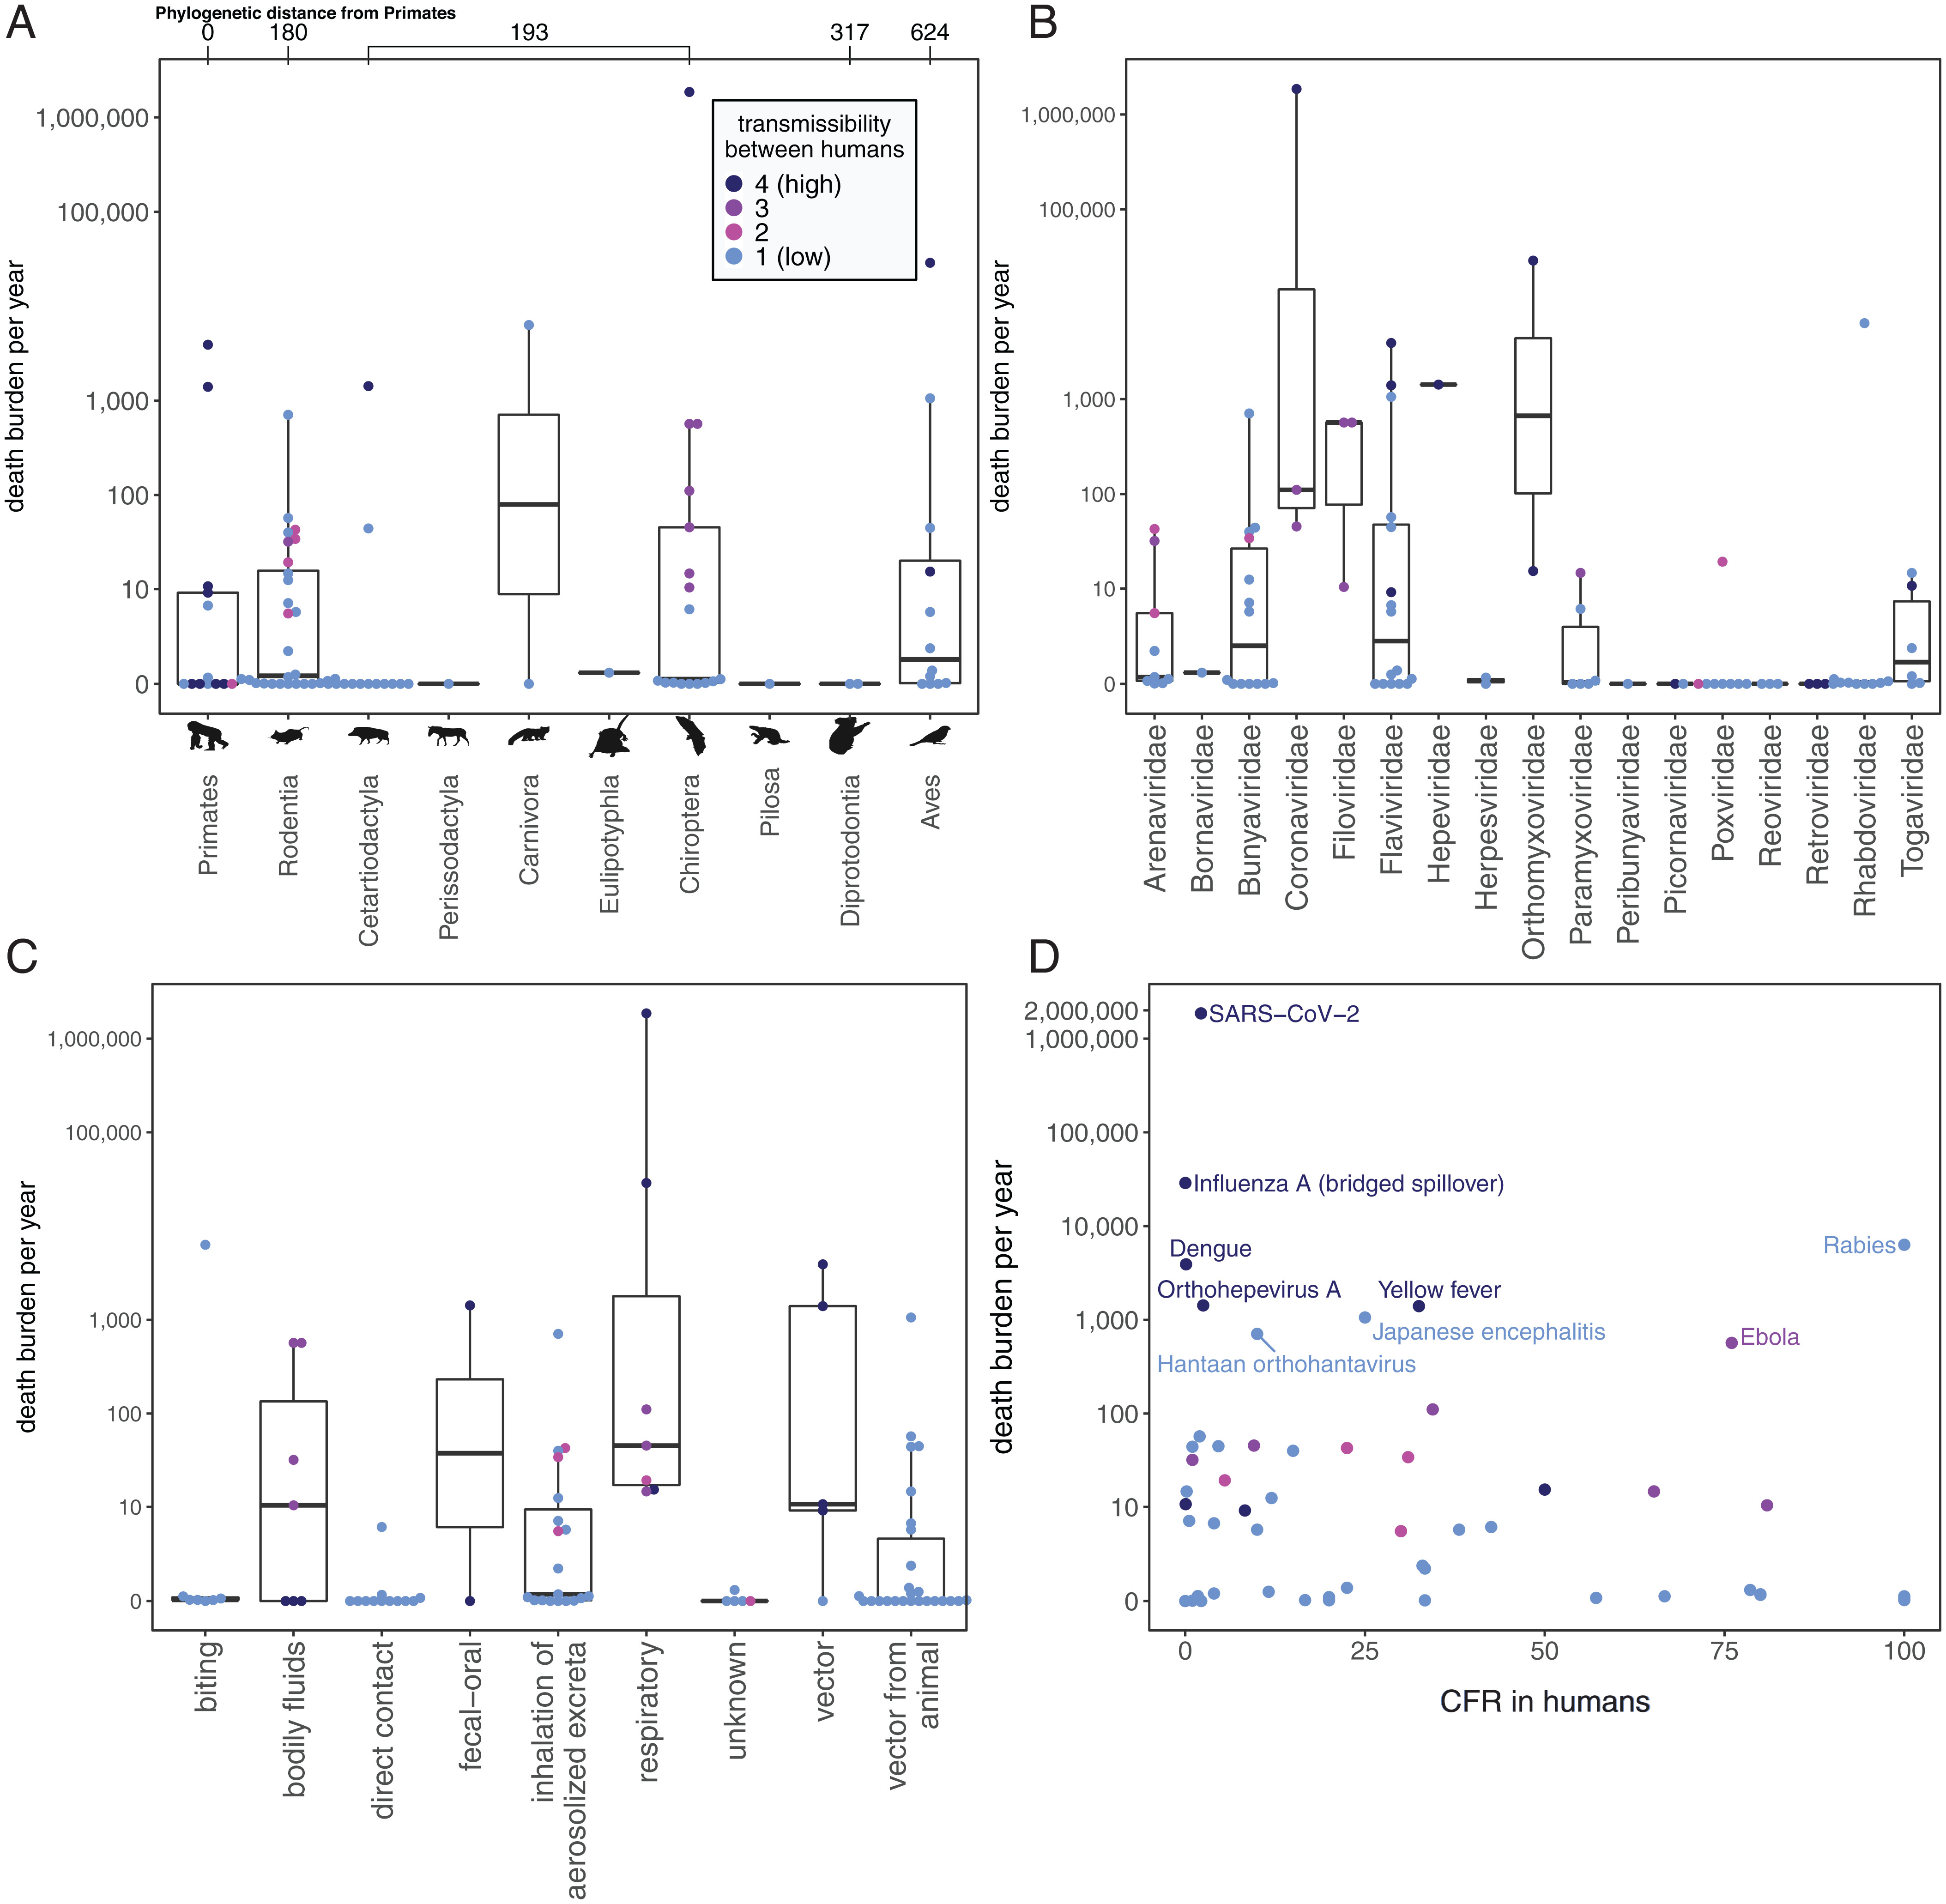 A
Phylogenetic distance from Primates
0 180 193 317 624
1,000,000
100,000
1,000
100
10
0
death burden per year
transmissibility
between humans
4 (high)
3
2
1 (low)
Primates
Rodentia
Cetartiodactyla
Perissodactyla
Carnivora
Eulipotyphla
Chiroptera
Pilosa
Diprotodontia
Aves
B
1,000,000
100,000
1,000
100
10
0
death burden per year
Arenaviridae
Bornaviridae
Bunyaviridae
Coronaviridae
Filoviridae
Flaviviridae
Hepeviridae
Herpesviridae
Orthomyxoviridae
Paramyxoviridae
Peribunyaviridae
Picornaviridae
Poxviridae
Reoviridae
Retroviridae
Rhabdoviridae
Togaviridae
C
1,000,000
100,000
1,000
100
10
0
death burden per year
biting
bodily fluids
direct contact
fecal–oral
inhalation of
aerosolized excreta
respiratory
unknown
vector
vector from
animal
D
2,000,000
1,000,000
100,000
10,000
1,000
100
10
0
death burden per year
SARS–CoV–2
Influenza A (bridged spillover)
Dengue
Rabies
Orthohepevirus A
Yellow fever
Japanese encephalitis
Ebola
Hantaan orthohantavirus
0 25 50 75 100
CFR in humans